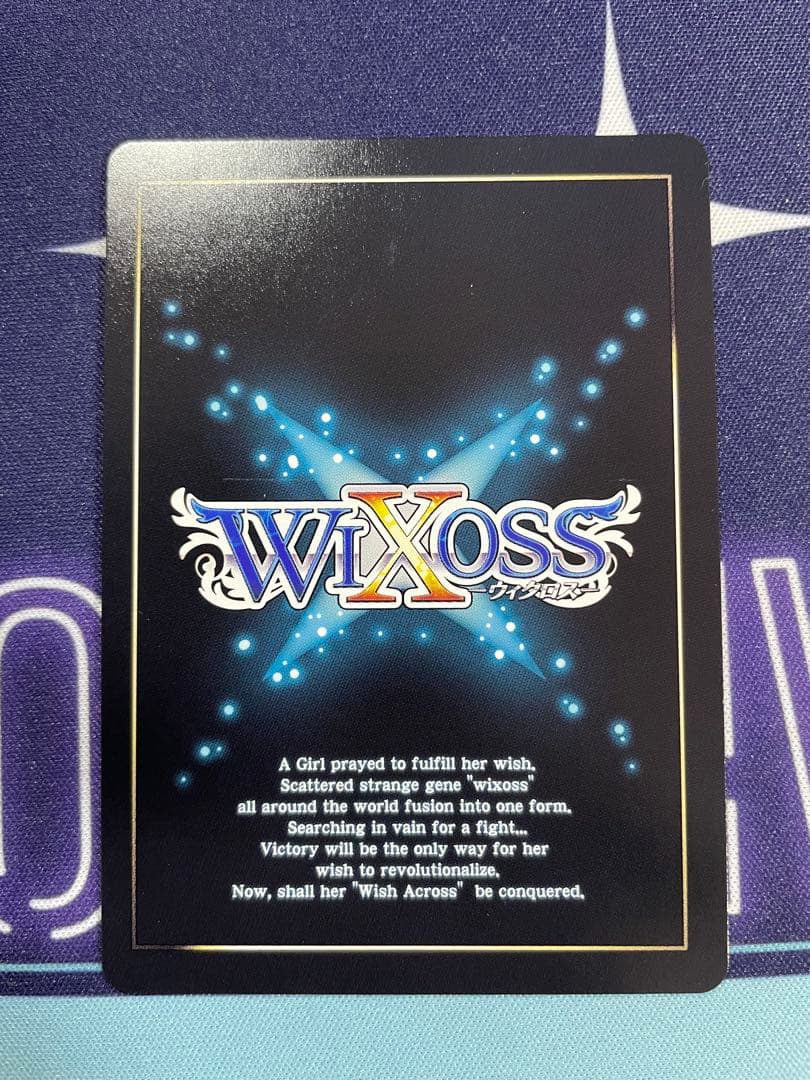 WIXOSS
ーウィクロスー
A Girl prayed to fulfill her wish.
Scattered strange gene "wixoss"
all around the world fusion into one form.
Searching in vain for a fight...
Victory will be the only way for her
wish to revolutionalize.
Now, shall her "Wish Across" be conquered.